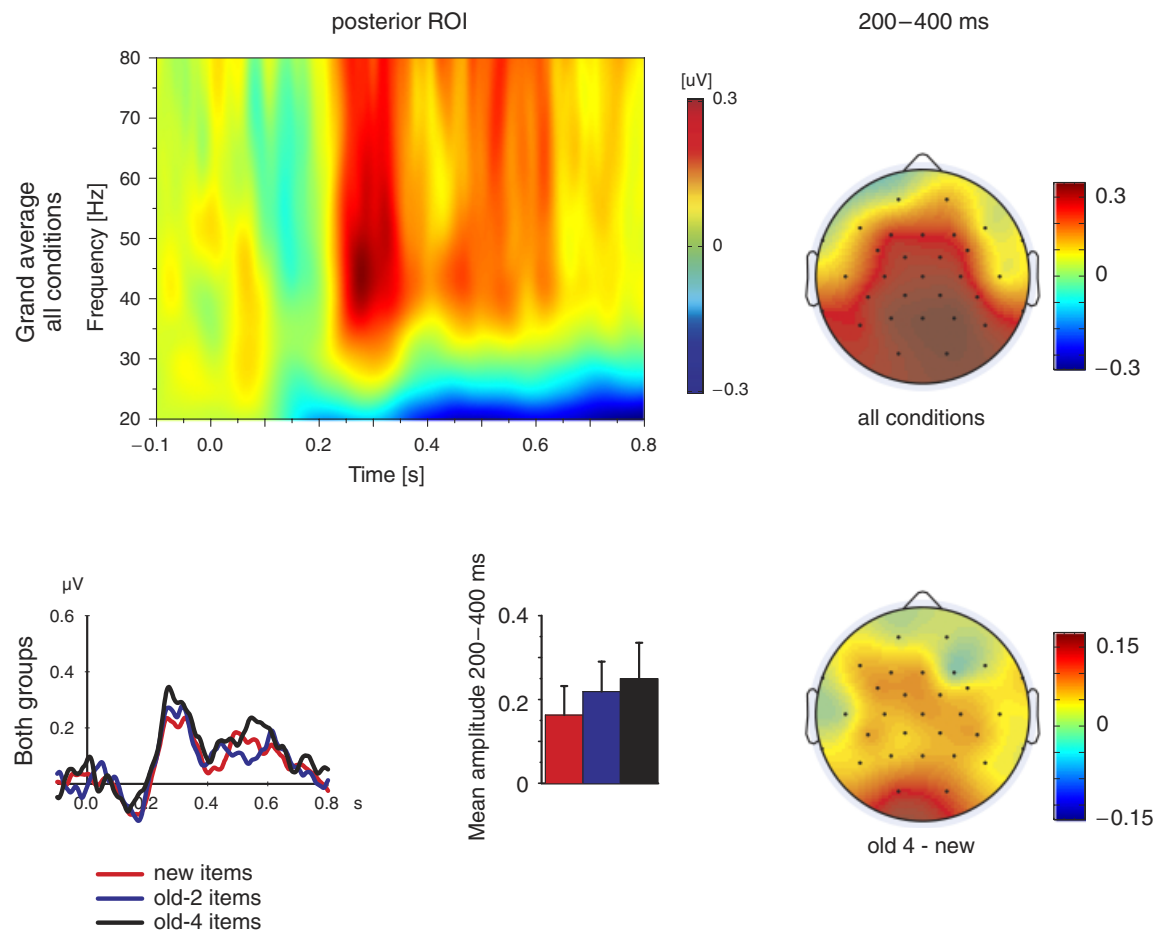 posterior ROI
200–400 ms
Grand average
all conditions
Frequency [Hz]
80
70
60
50
40
30
20
−0.1
0.0
0.2
0.4
0.6
0.8
Time [s]
[uV]
0.3
0
−0.3
0.3
0
−0.3
all conditions
Both groups
µV
0.6
0.4
0.2
0.0
0.2
0.4
0.6
0.8
s
new items
old-2 items
old-4 items
Mean amplitude 200–400 ms
0.4
0.2
0
0.15
0
−0.15
old 4 - new